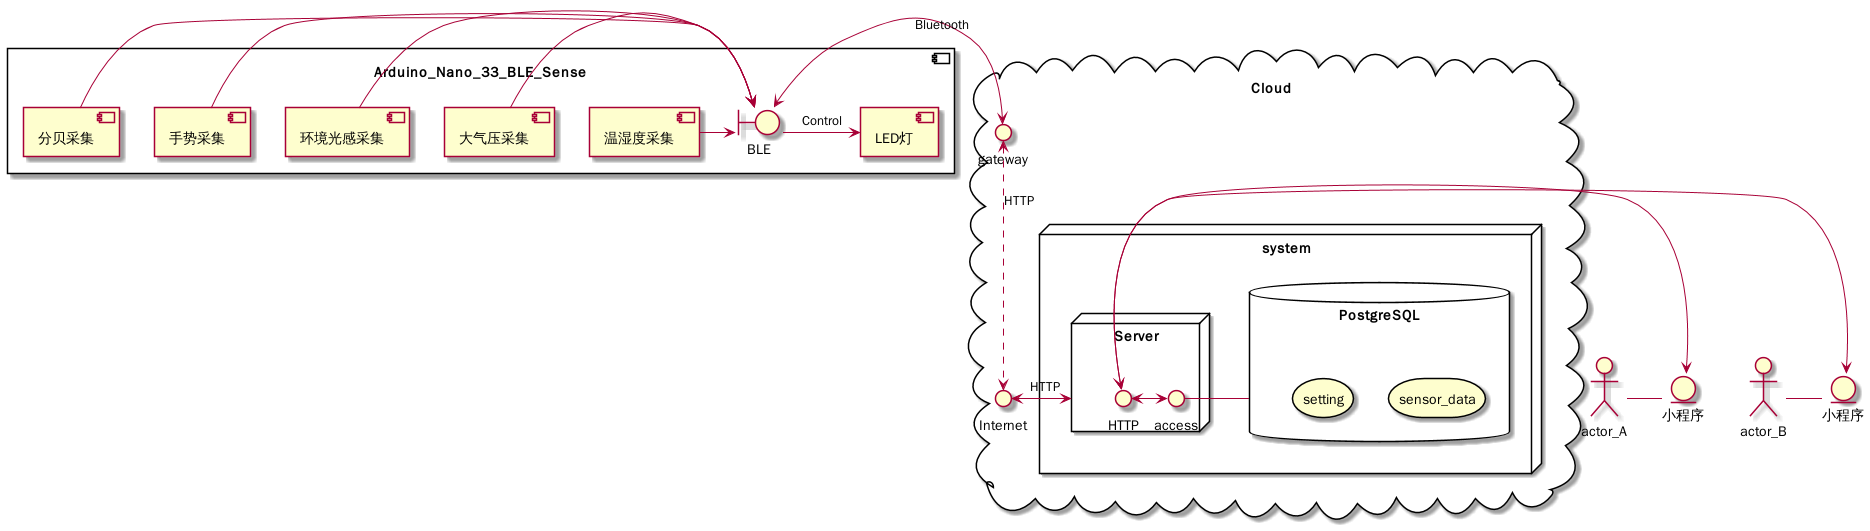 Bluetooth
Arduino_Nano_33_BLE_Sense
分贝采集
手势采集
环境光感采集
大气压采集
温湿度采集
BLE
Control
LED灯
Cloud
gateway
HTTP
system
Server
PostgreSQL
HTTP
Internet
HTTP
access
setting
sensor_data
actor_A
小程序
actor_B
小程序